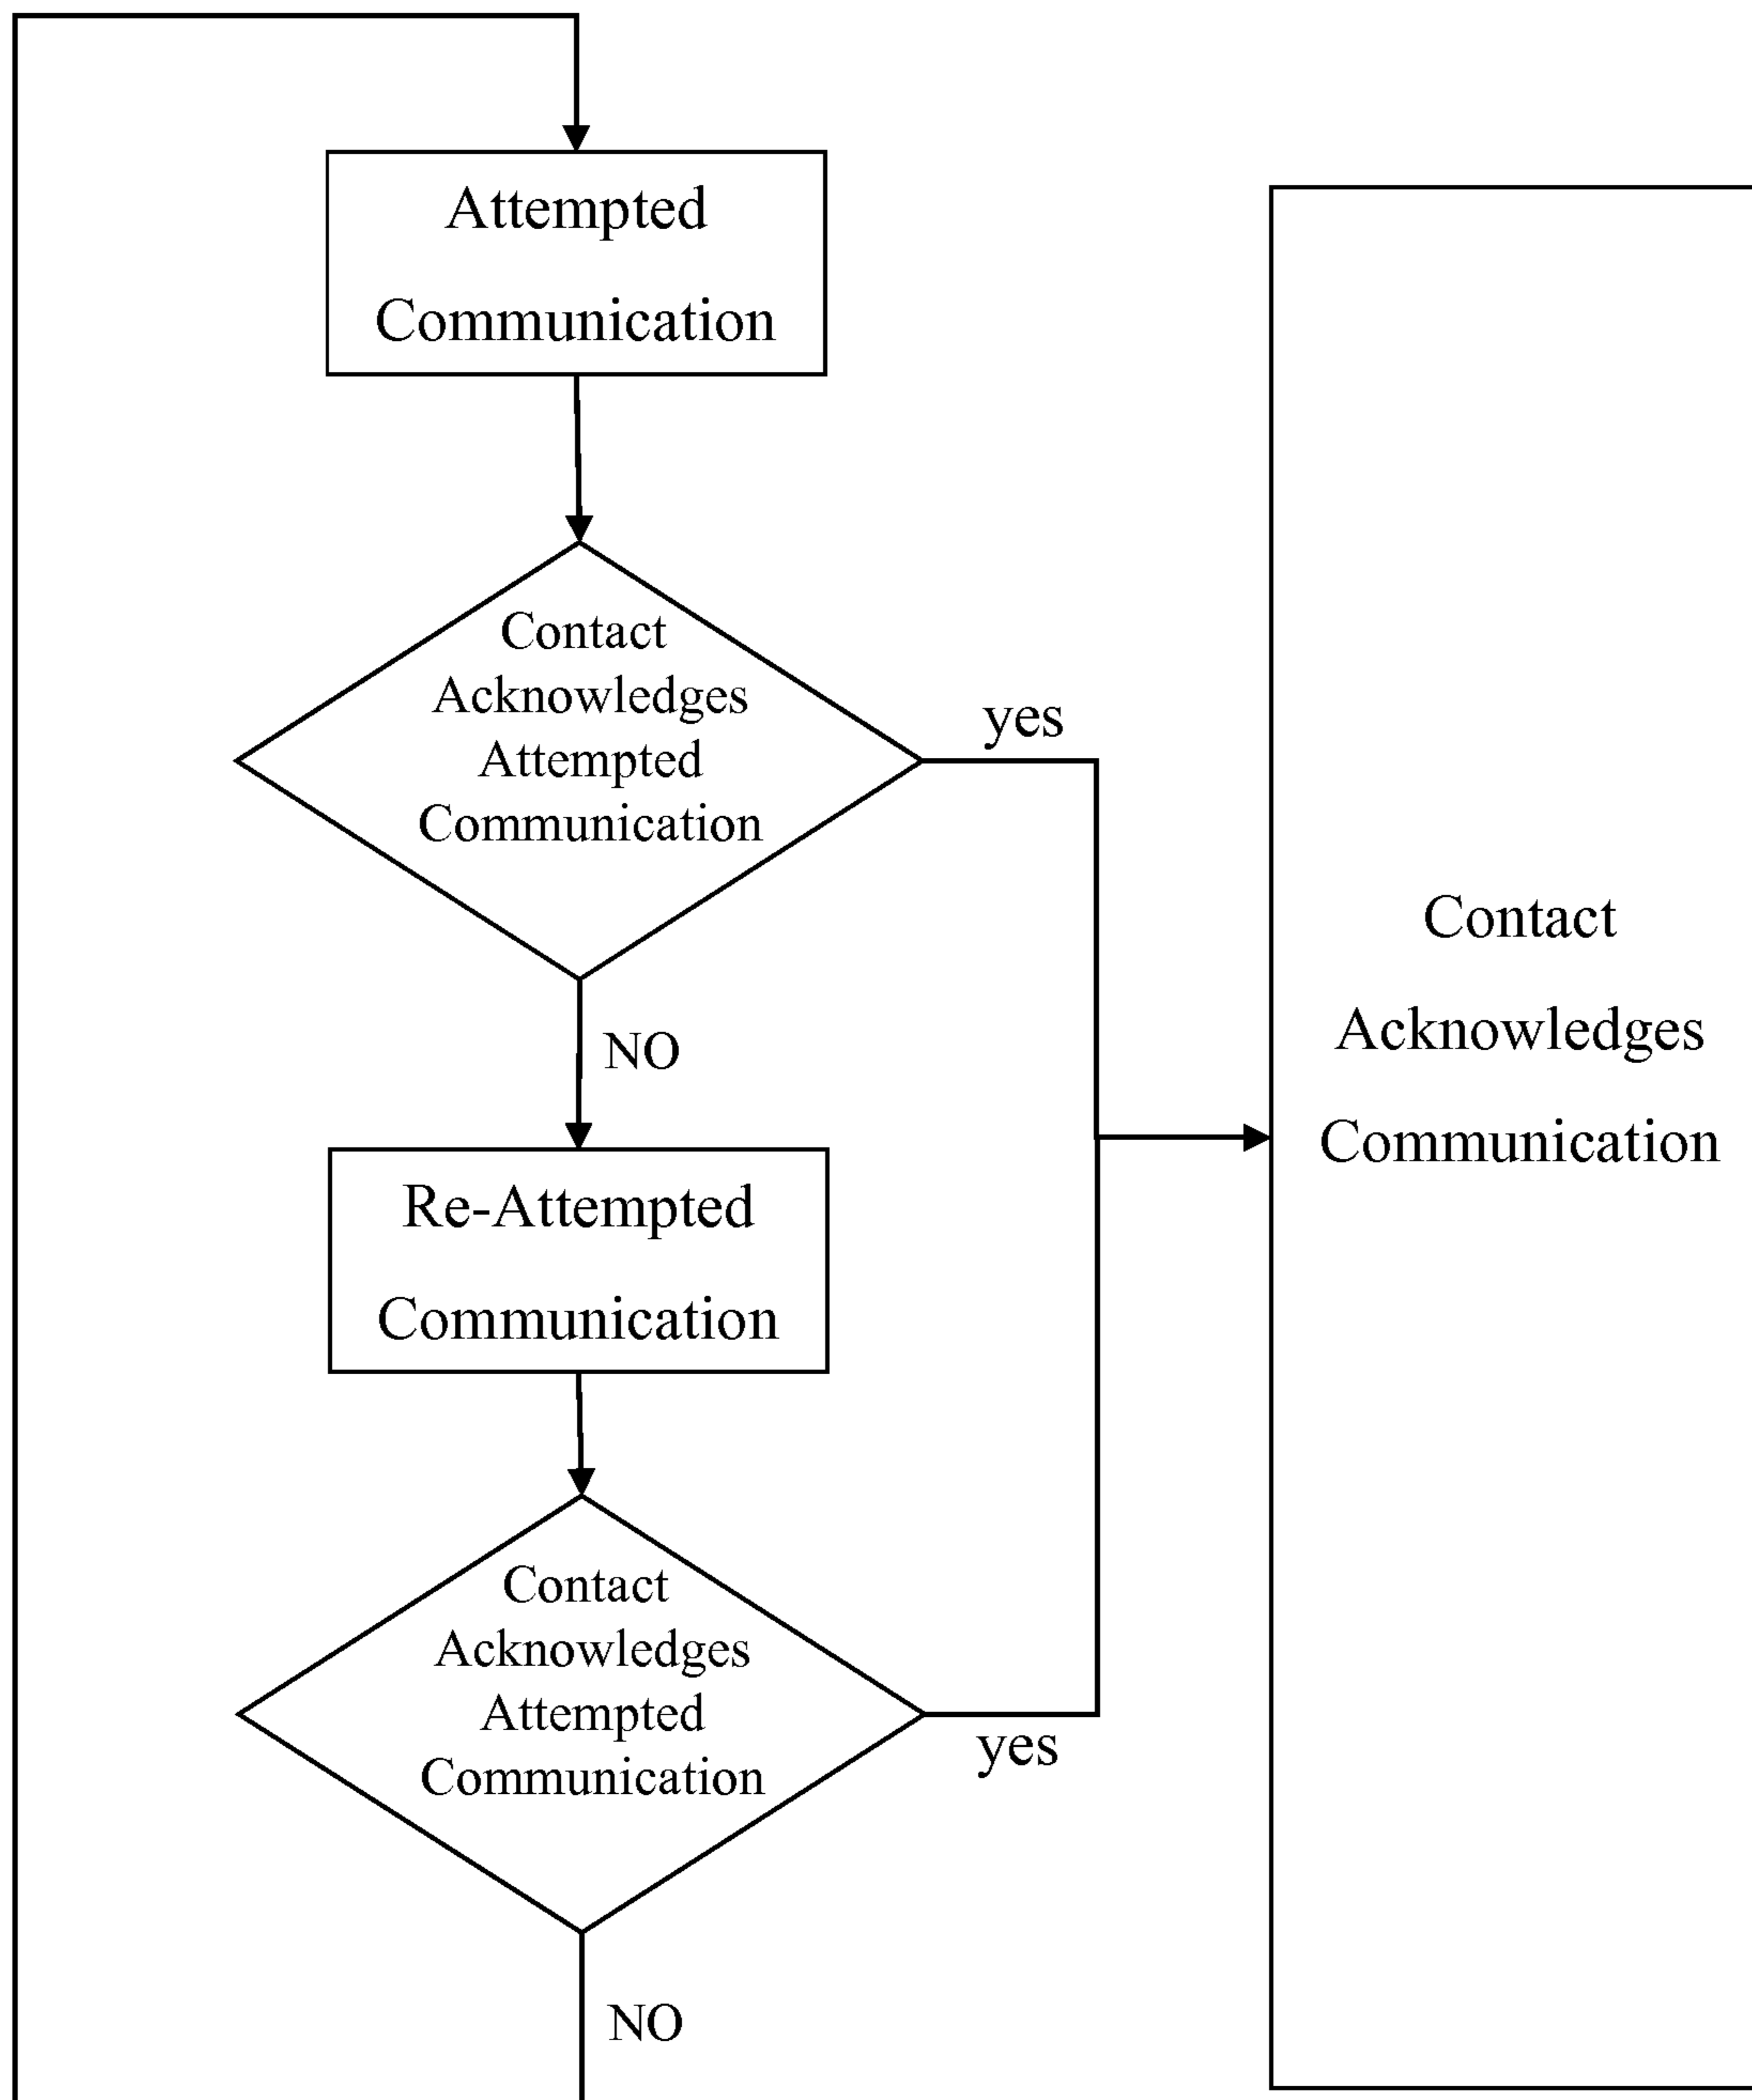 Attempted
Communication
Contact
Acknowledges
Attempted
Communication
yes
NO
Re-Attempted
Communication
Contact
Acknowledges
Attempted
Communication
yes
NO
Contact
Acknowledges
Communication